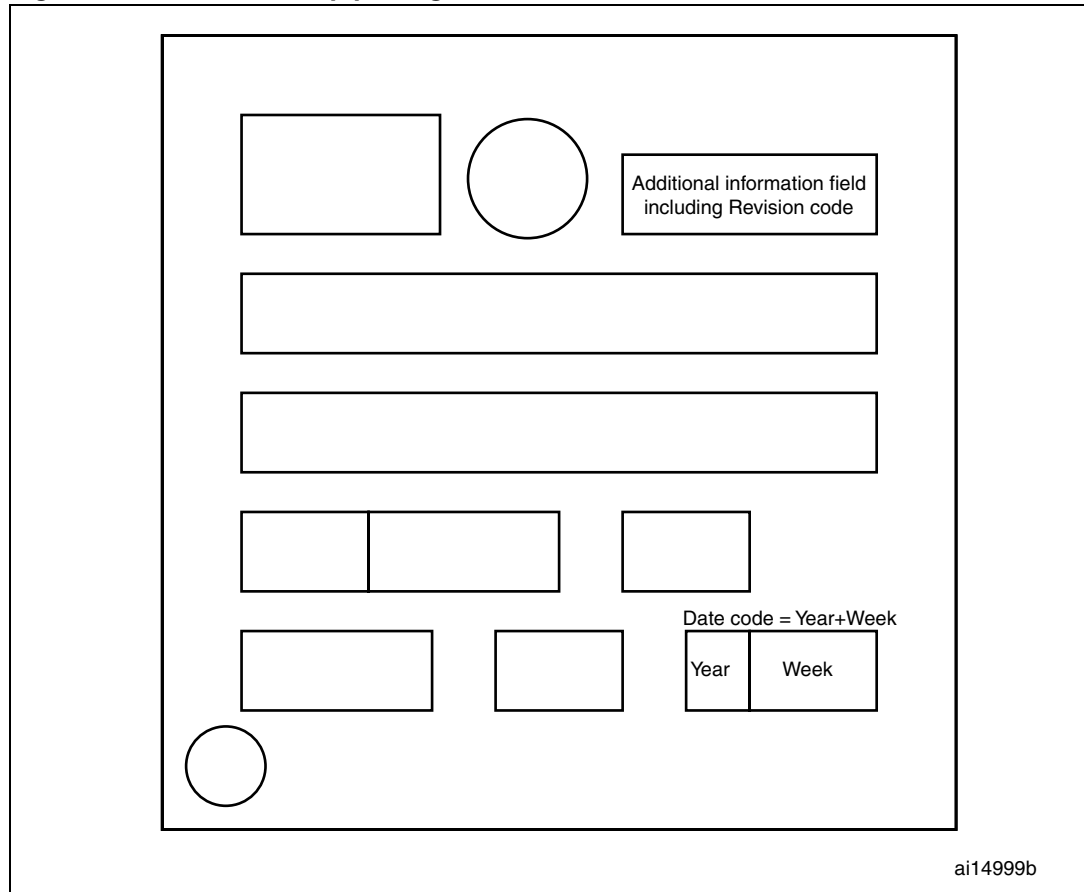 Additional information field
including Revision code
Date code = Year+Week
Year Week
ai14999b